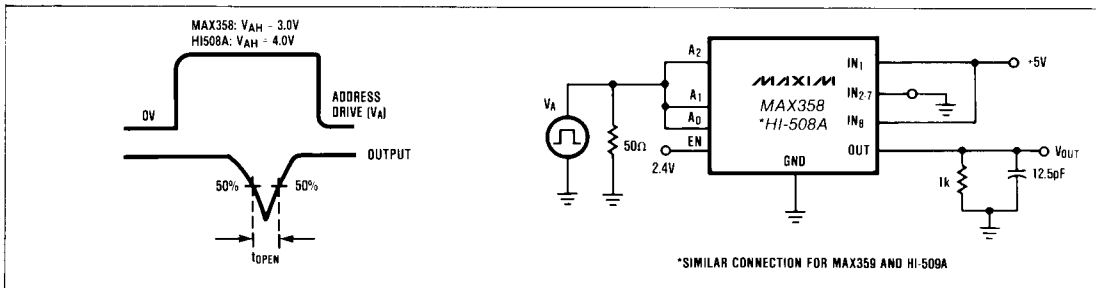 MAX358: VAH = 3.0V
HI508A: VAH = 4.0V
0V
ADDRESS
DRIVE (VA)
OUTPUT
50%
50%
tOPEN
VA
50Ω
A2
A1
A0
EN
2.4V
MAXIM
MAX358
*HI-508A
GND
IN1
IN2-7
IN8
OUT
+5V
VOUT
1k
12.5pF
*SIMILAR CONNECTION FOR MAX359 AND HI-509A